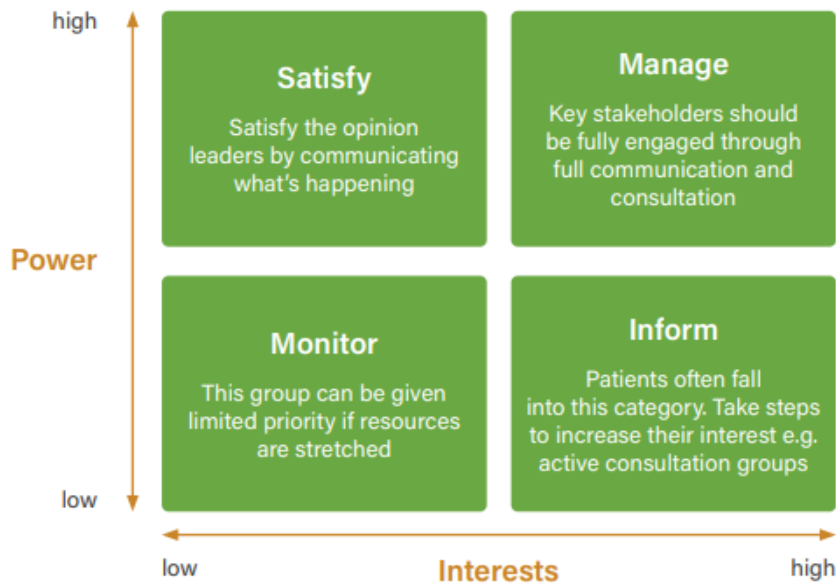 high
Satisfy
Satisfy the opinion
leaders by communicating
what's happening
Manage
Key stakeholders should
be fully engaged through
full communication and
consultation
Power
Monitor
This group can be given
limited priority if resources
are stretched
Inform
Patients often fall
into this category. Take steps
to increase their interest e.g.
active consultation groups
low
low
Interests
high